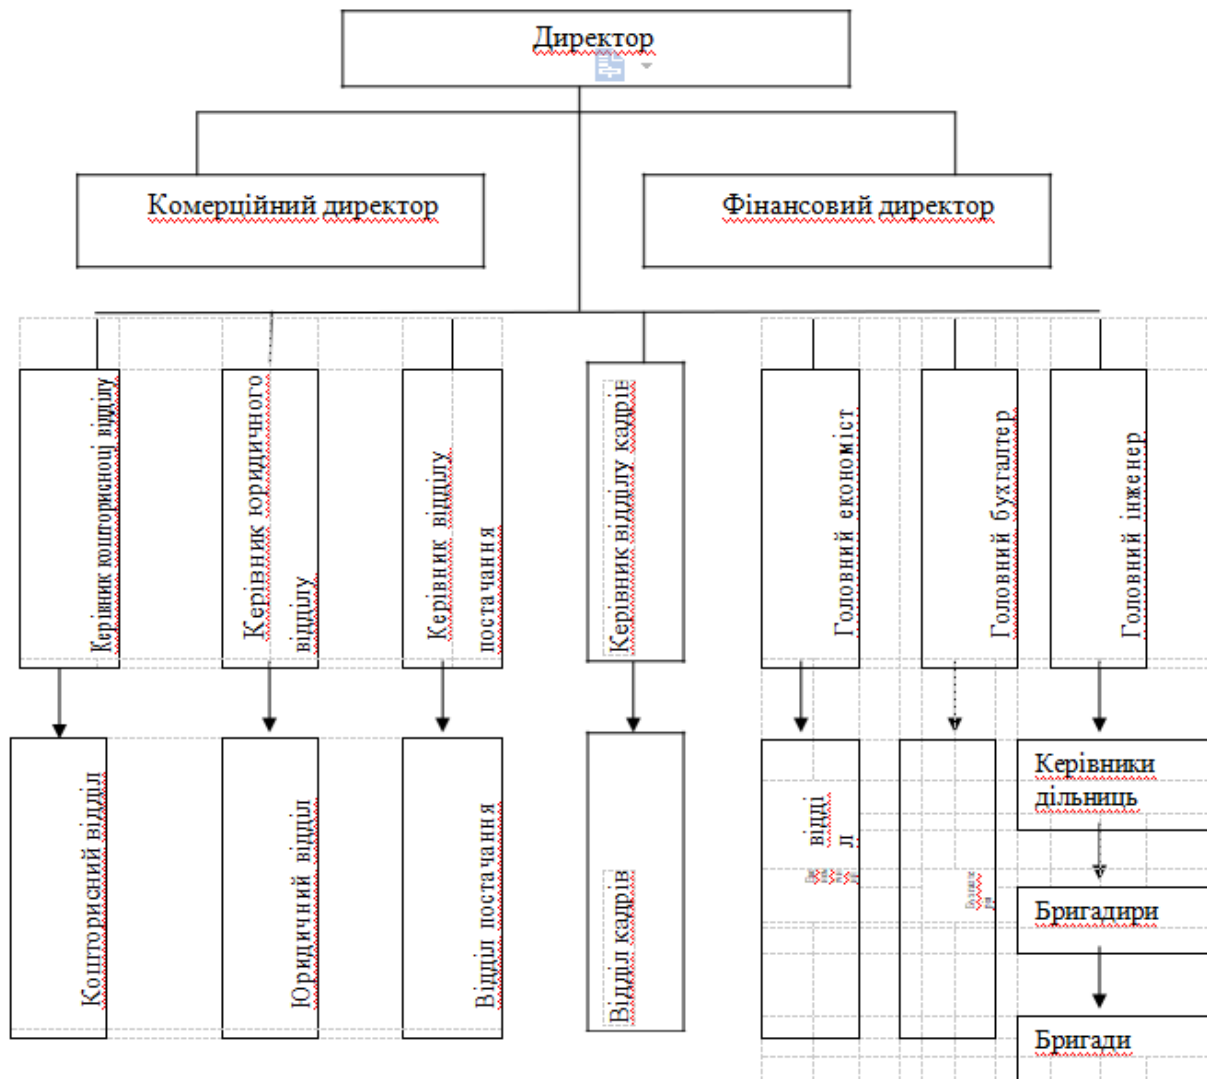 Директор
Комерційний директор
Фінансовий директор
Керівник кошторисноці відділу
Керівник юридичного
відділу
Керівник відділу
постачання
Керівник відділу кадрів
Головний економіст
Головний бухгалтер
Головний інженер
Кошторисний відділ
Юридичний відділ
Відділ постачання
Відділ кадрів
відді
л
Керівники
дільниць
Бригадири
Бригади